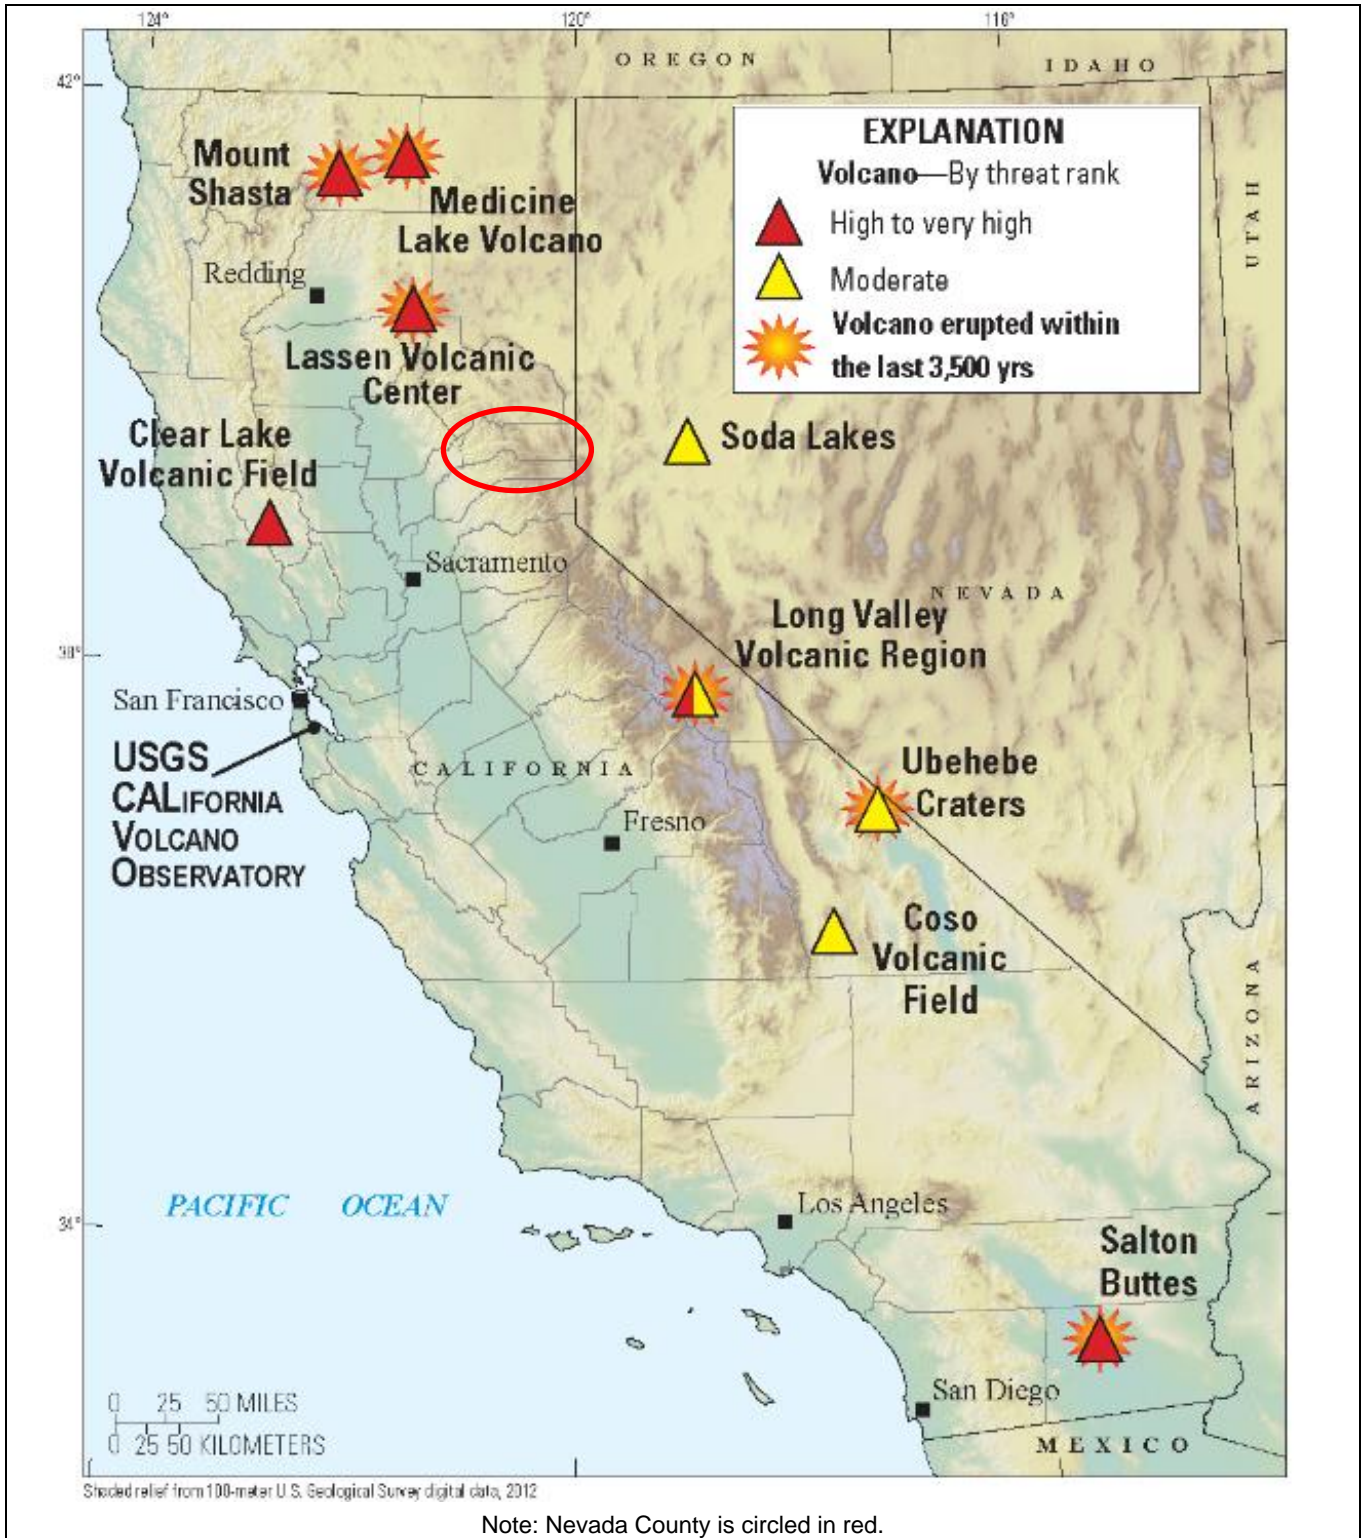 124°
120°
116°
42°
OREGON
IDAHO
EXPLANATION
Volcano—By threat rank
High to very high
Moderate
Volcano erupted within
the last 3,500 yrs
UTAH
Mount
Shasta
Medicine
Lake Volcano
Redding
Lassen Volcanic
Center
Clear Lake
Volcanic Field
Soda Lakes
Sacramento
NEVADA
Long Valley
Volcanic Region
38°
San Francisco
USGS
CALIFORNIA
VOLCANO
OBSERVATORY
CALIFORNIA
Ubehebe
Craters
Fresno
Coso
Volcanic
Field
ARIZONA
PACIFIC OCEAN
34°
Los Angeles
Salton
Buttes
San Diego
MEXICO
0 25 50 MILES
0 25 50 KILOMETERS
Shaded relief from 100-meter U.S. Geological Survey digital data, 2012
Note: Nevada County is circled in red.